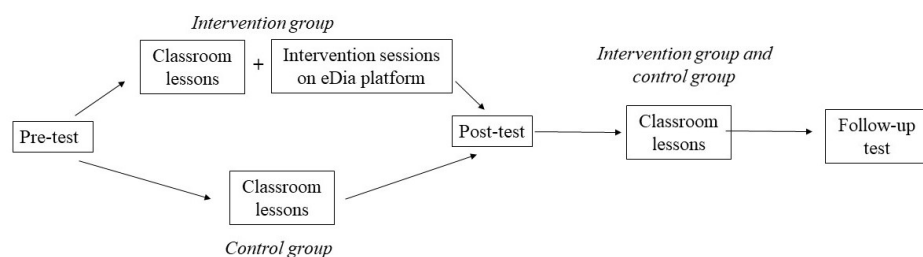 Intervention group
Classroom
lessons
+
Intervention sessions
on eDia platform
Intervention group and
control group
Pre-test
Post-test
Classroom
lessons
Follow-up
test
Classroom
lessons
Control group